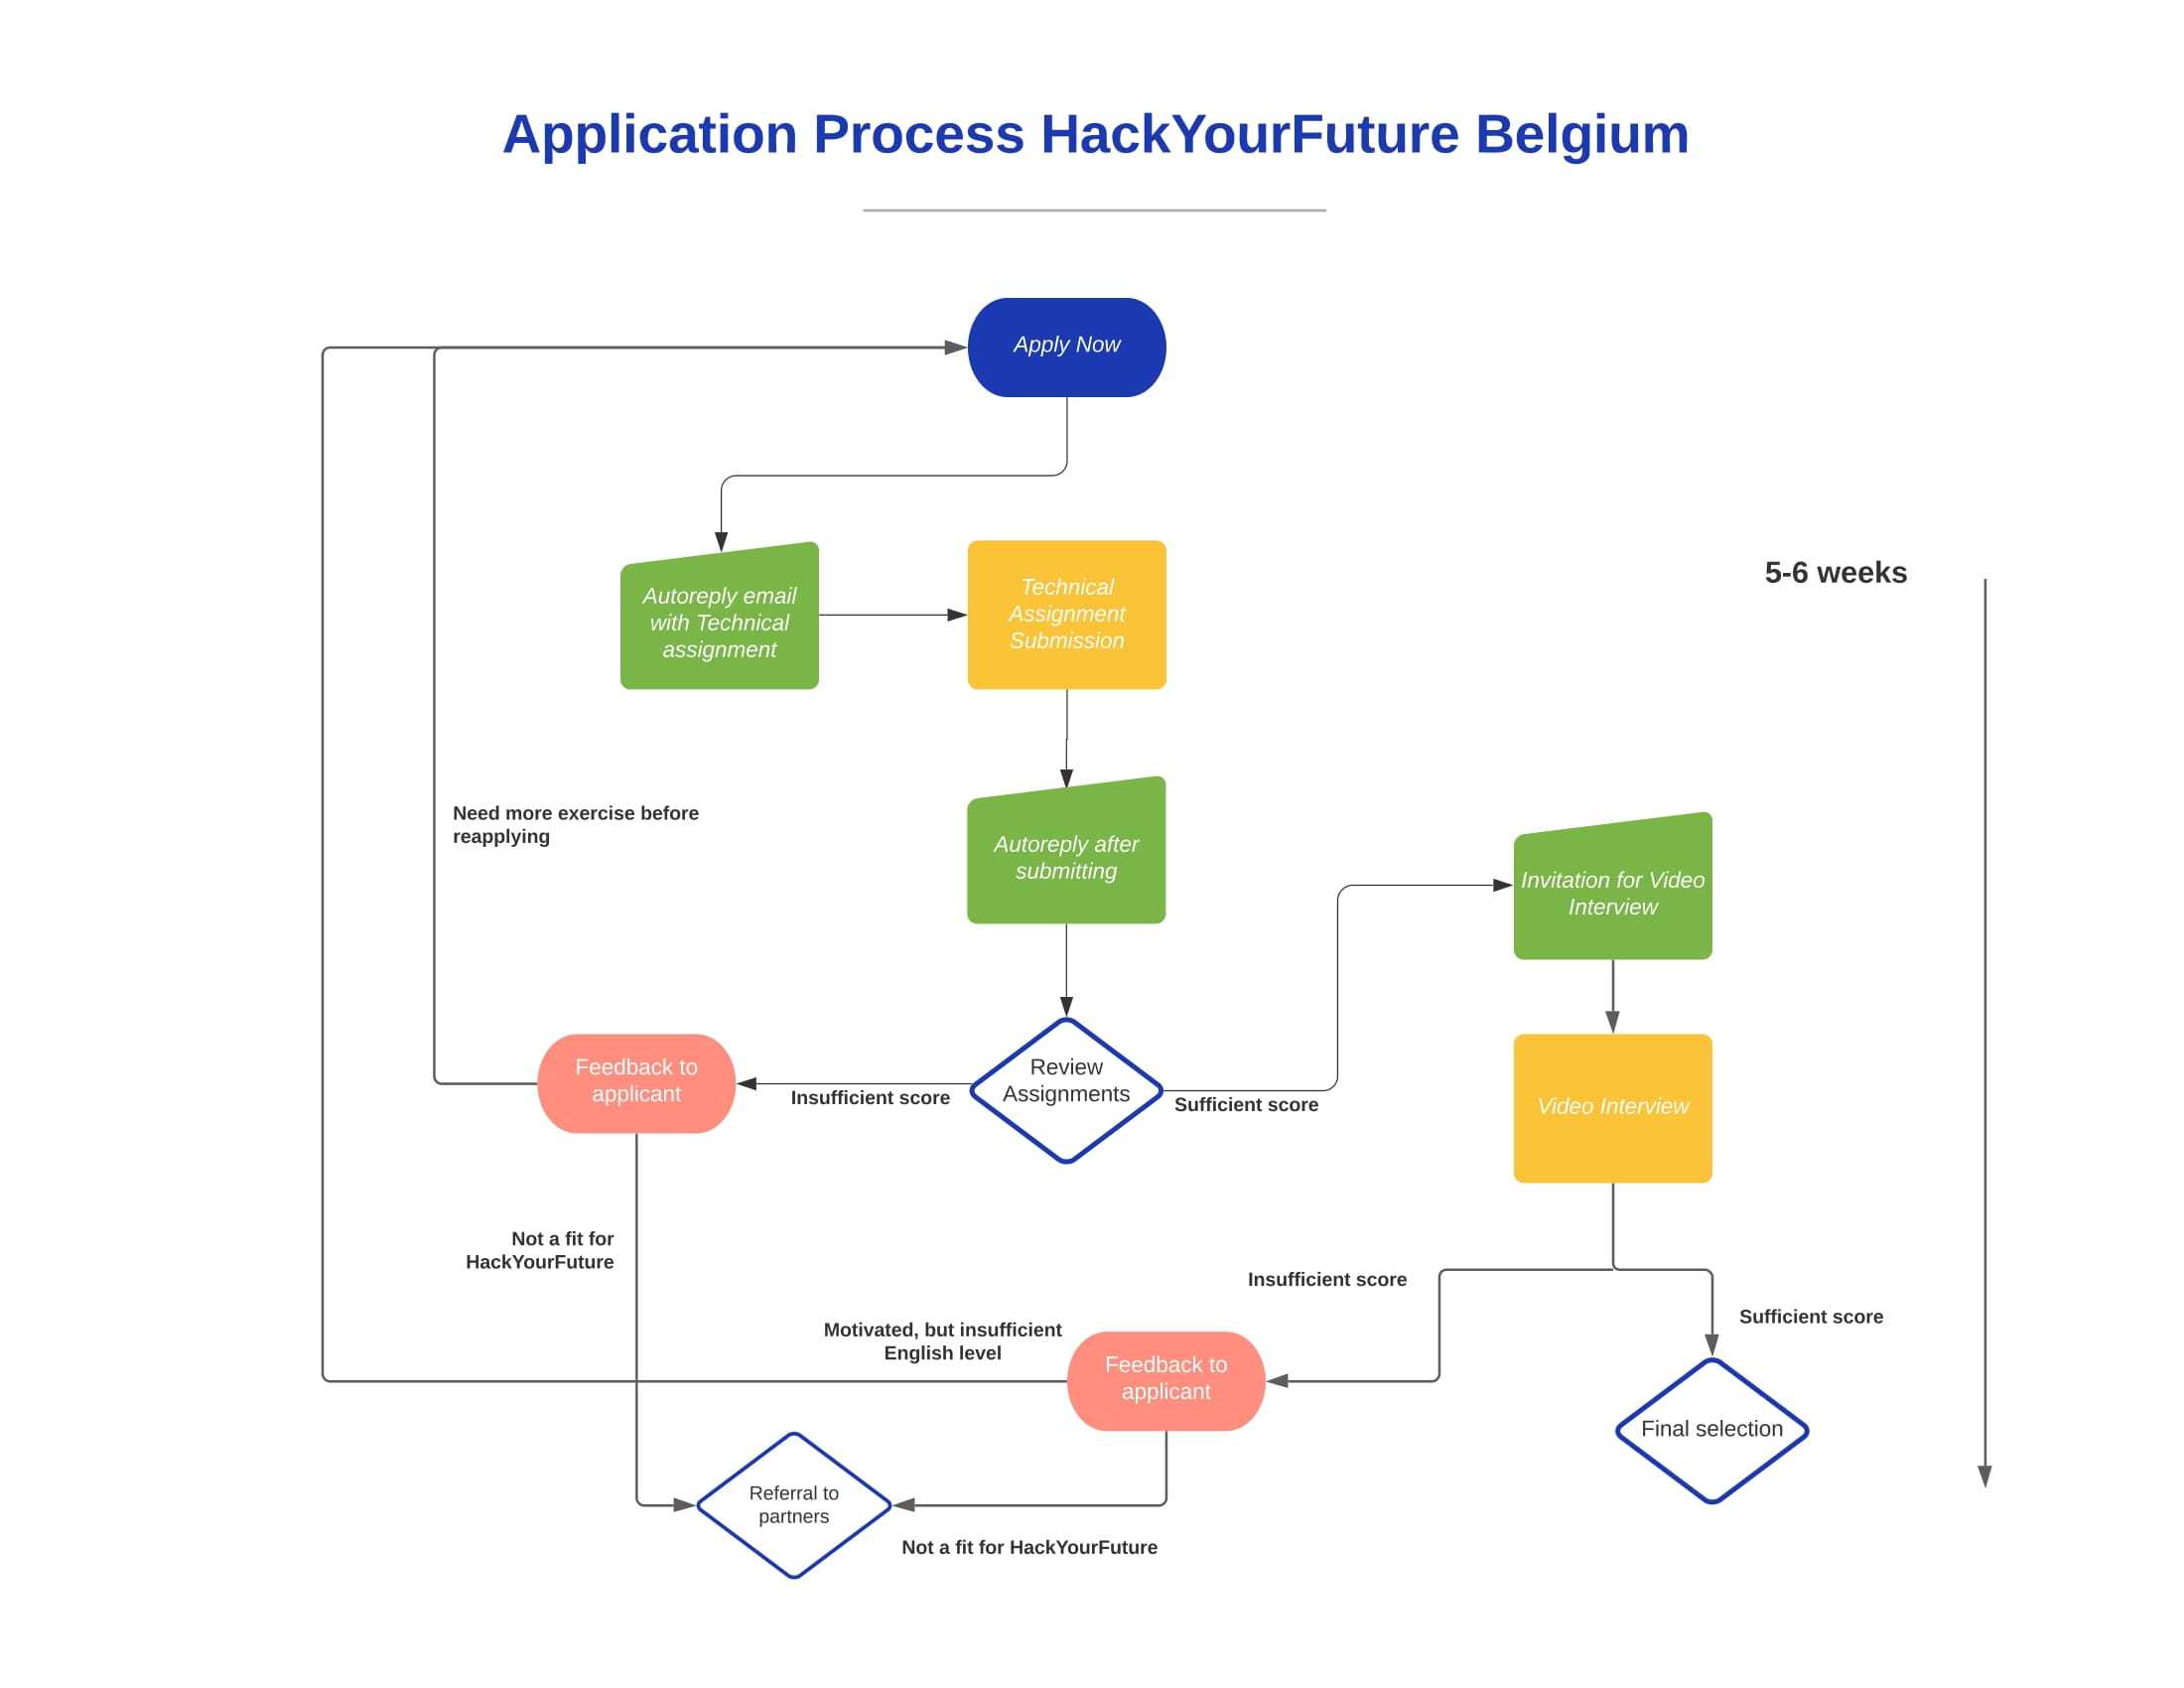 Application Process HackYourFuture Belgium
Apply Now
Autoreply email
with Technical
assignment
Technical
Assignment
Submission
5-6 weeks
Need more exercise before
reapplying
Autoreply after
submitting
Invitation for Video
Interview
Feedback to
applicant
Insufficient score
Review
Assignments
Sufficient score
Video Interview
Not a fit for
HackYourFuture
Insufficient score
Sufficient score
Motivated, but insufficient
English level
Feedback to
applicant
Final selection
Referral to
partners
Not a fit for HackYourFuture